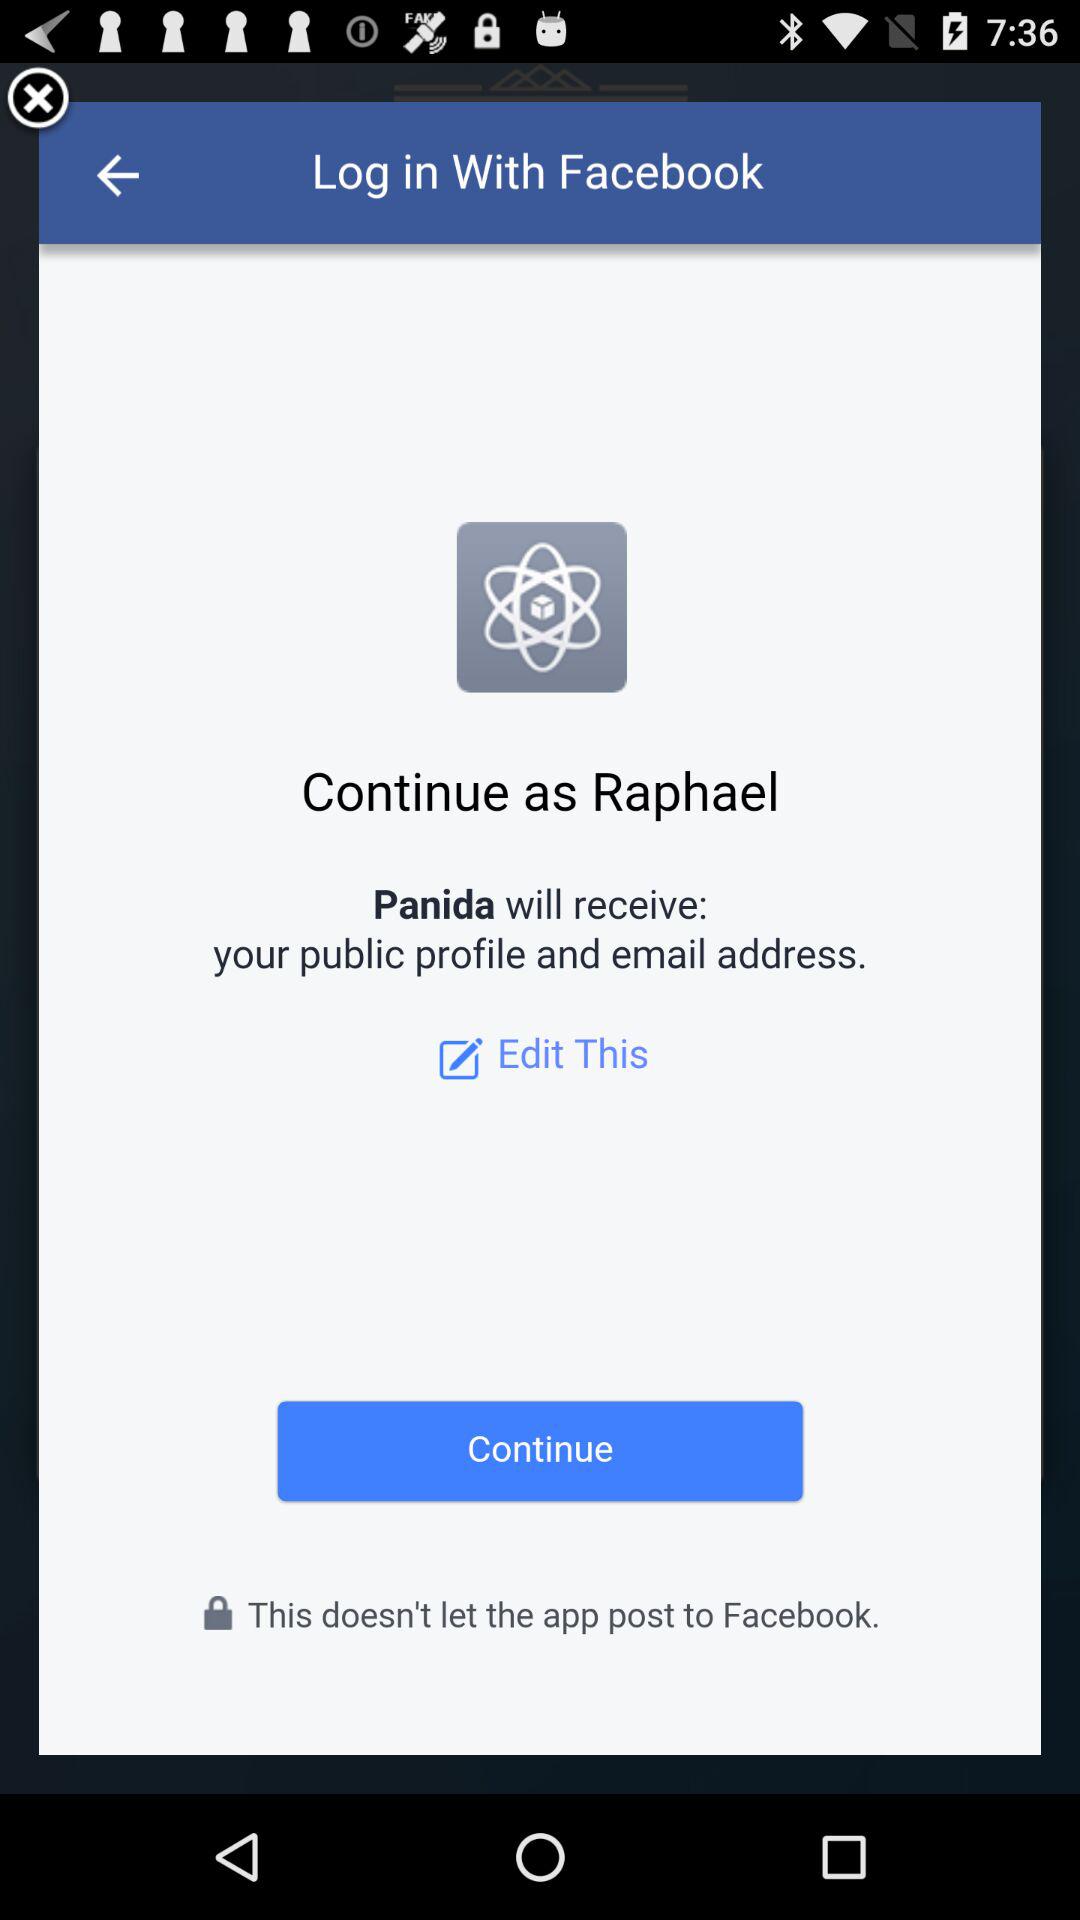 FAKE
7:36
Log in With Facebook
Continue as Raphael
Panida will receive:
your public profile and email address.
Edit This
Continue
This doesn't let the app post to Facebook.